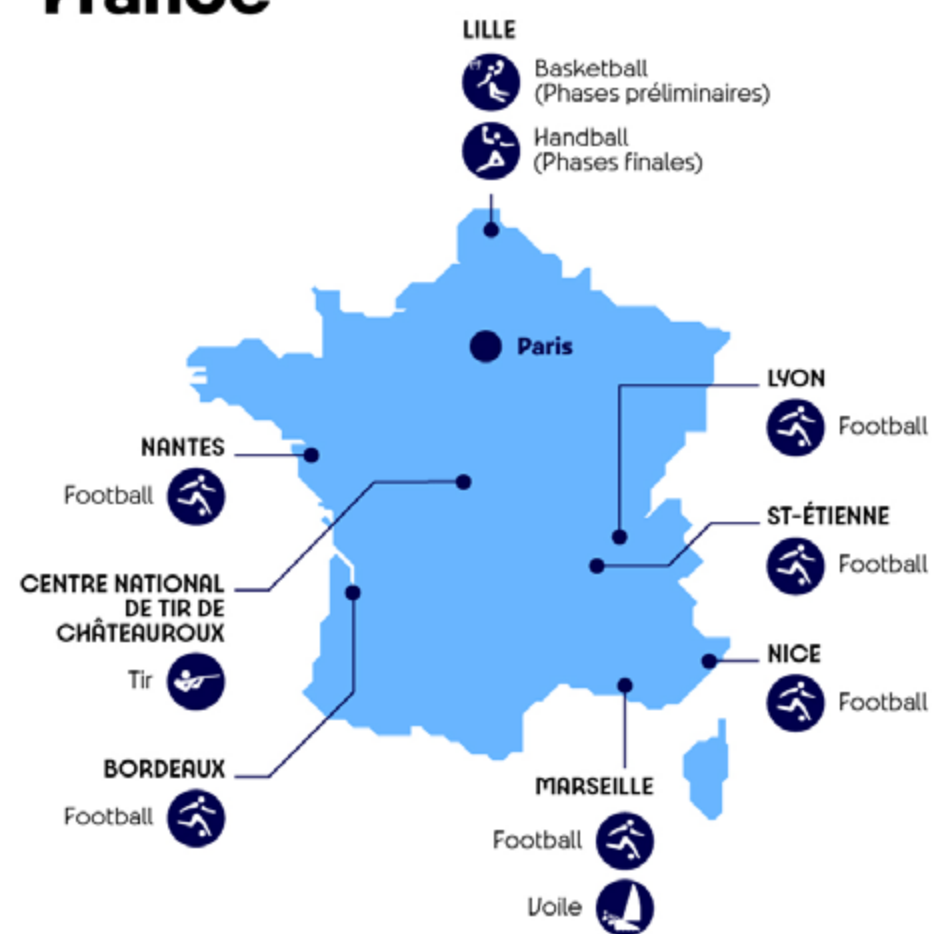 France
LILLE
Basketball
(Phases préliminaires)
Handball
(Phases finales)
Paris
LYON
Football
NANTES
Football
ST-ÉTIENNE
Football
CENTRE NATIONAL
DE TIR DE
CHÂTEAUROUX
Tir
NICE
Football
BORDEAUX
Football
MARSEILLE
Football
Voile